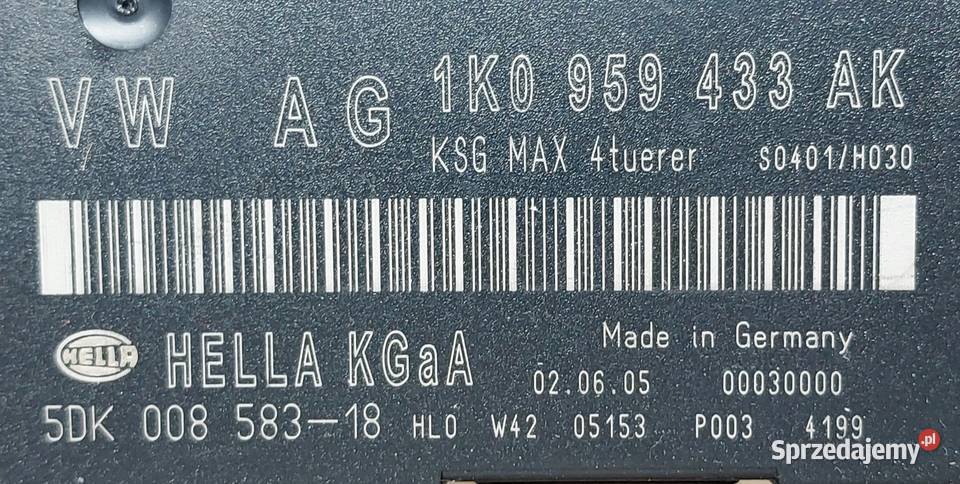 VW AG 1K0 959 433 AK
KSG MAX 4tuerer S0401/H030
HELLA
HELLA KGaA Made in Germany
02.06.05 00030000
5DK 008 583-18 HL0 W42 05153 P003 4199
Sprzedajemy.pl